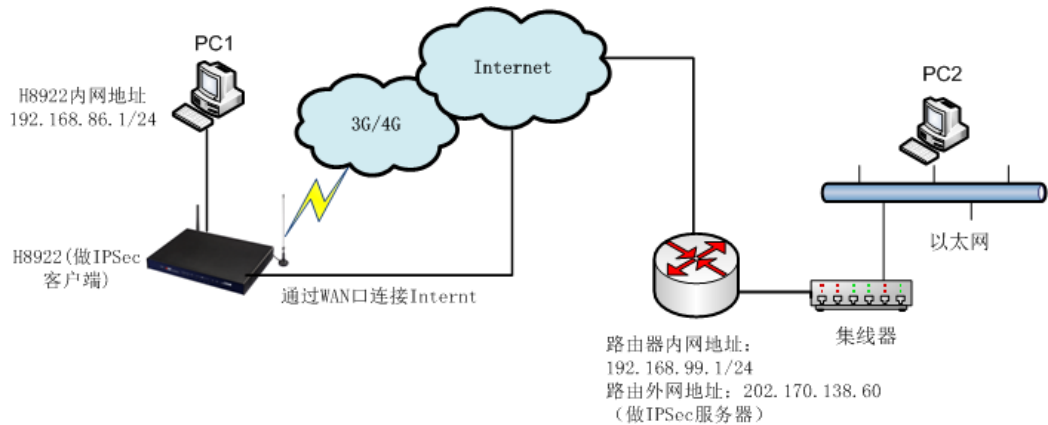 PC1
H8922内网地址
192.168.86.1/24
H8922(做IPSec
客户端)
3G/4G
Internet
通过WAN口连接Internt
PC2
以太网
集线器
路由器内网地址：
192.168.99.1/24
路由外网地址：202.170.138.60
（做IPSec服务器）